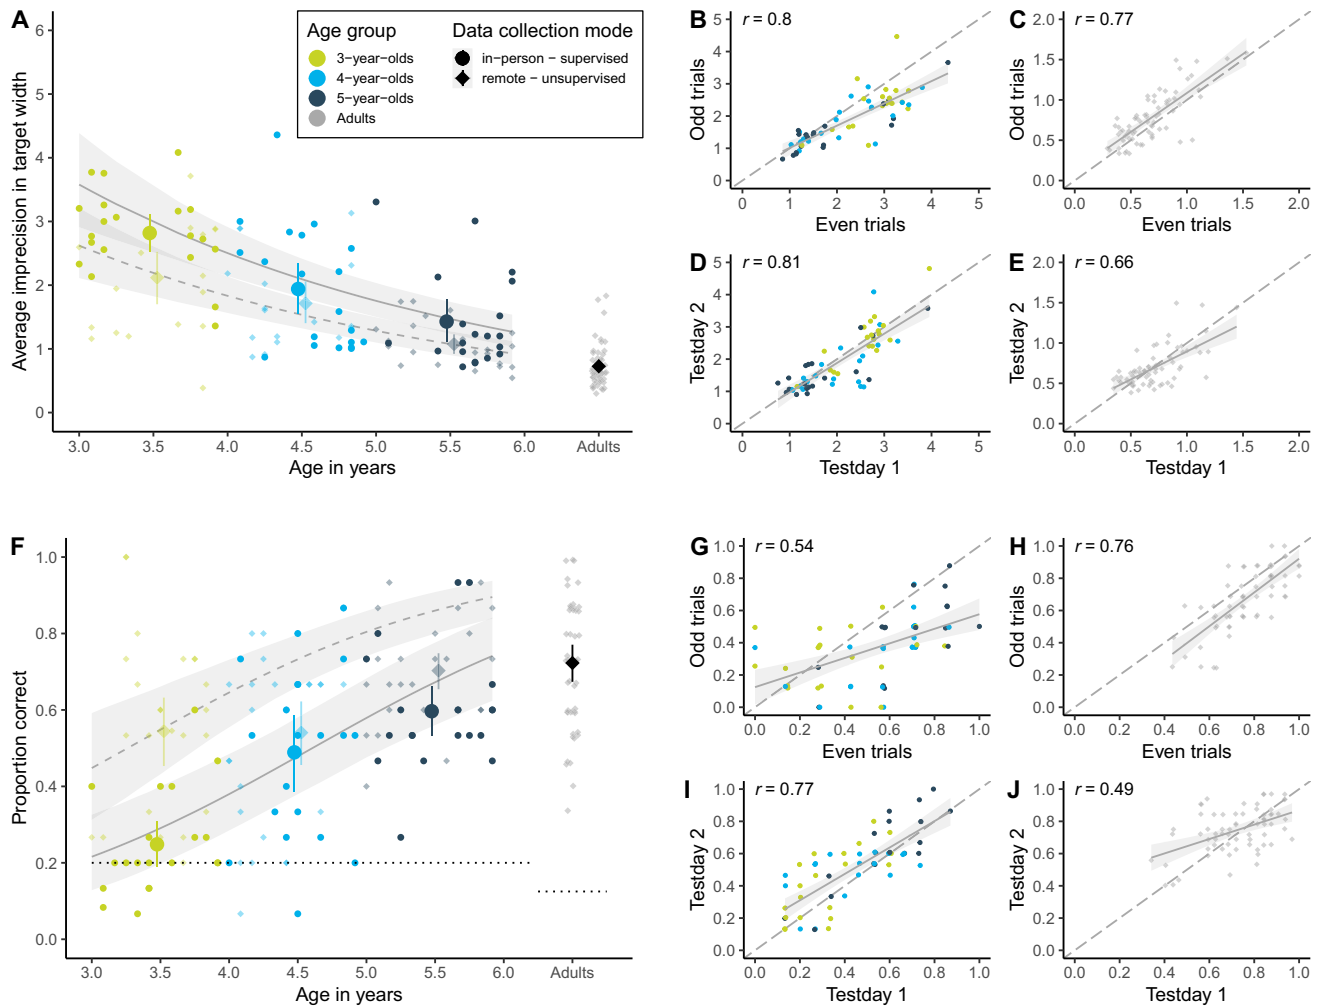 A
Age group
3−year−olds
4−year−olds
5−year−olds
Adults
Data collection mode
in−person − supervised
remote − unsupervised
Average imprecision in target width
6
5
4
3
2
1
0
3.0 3.5 4.0 4.5 5.0 5.5 6.0 Adults
Age in years
B
r = 0.8
Odd trials
5
4
3
2
1
0
0 1 2 3 4 5
Even trials
C
r = 0.77
Odd trials
2.0
1.5
1.0
0.5
0.0
0.0 0.5 1.0 1.5 2.0
Even trials
D
r = 0.81
Testday 2
5
4
3
2
1
0
0 1 2 3 4 5
Testday 1
E
r = 0.66
Testday 2
2.0
1.5
1.0
0.5
0.0
0.0 0.5 1.0 1.5 2.0
Testday 1
F
Proportion correct
1.0
0.8
0.6
0.4
0.2
0.0
3.0 3.5 4.0 4.5 5.0 5.5 6.0 Adults
Age in years
G
r = 0.54
Odd trials
1.0
0.8
0.6
0.4
0.2
0.0
0.0 0.2 0.4 0.6 0.8 1.0
Even trials
H
r = 0.76
Odd trials
1.0
0.8
0.6
0.4
0.2
0.0
0.0 0.2 0.4 0.6 0.8 1.0
Even trials
I
r = 0.77
Testday 2
1.0
0.8
0.6
0.4
0.2
0.0
0.0 0.2 0.4 0.6 0.8 1.0
Testday 1
J
r = 0.49
Testday 2
1.0
0.8
0.6
0.4
0.2
0.0
0.0 0.2 0.4 0.6 0.8 1.0
Testday 1